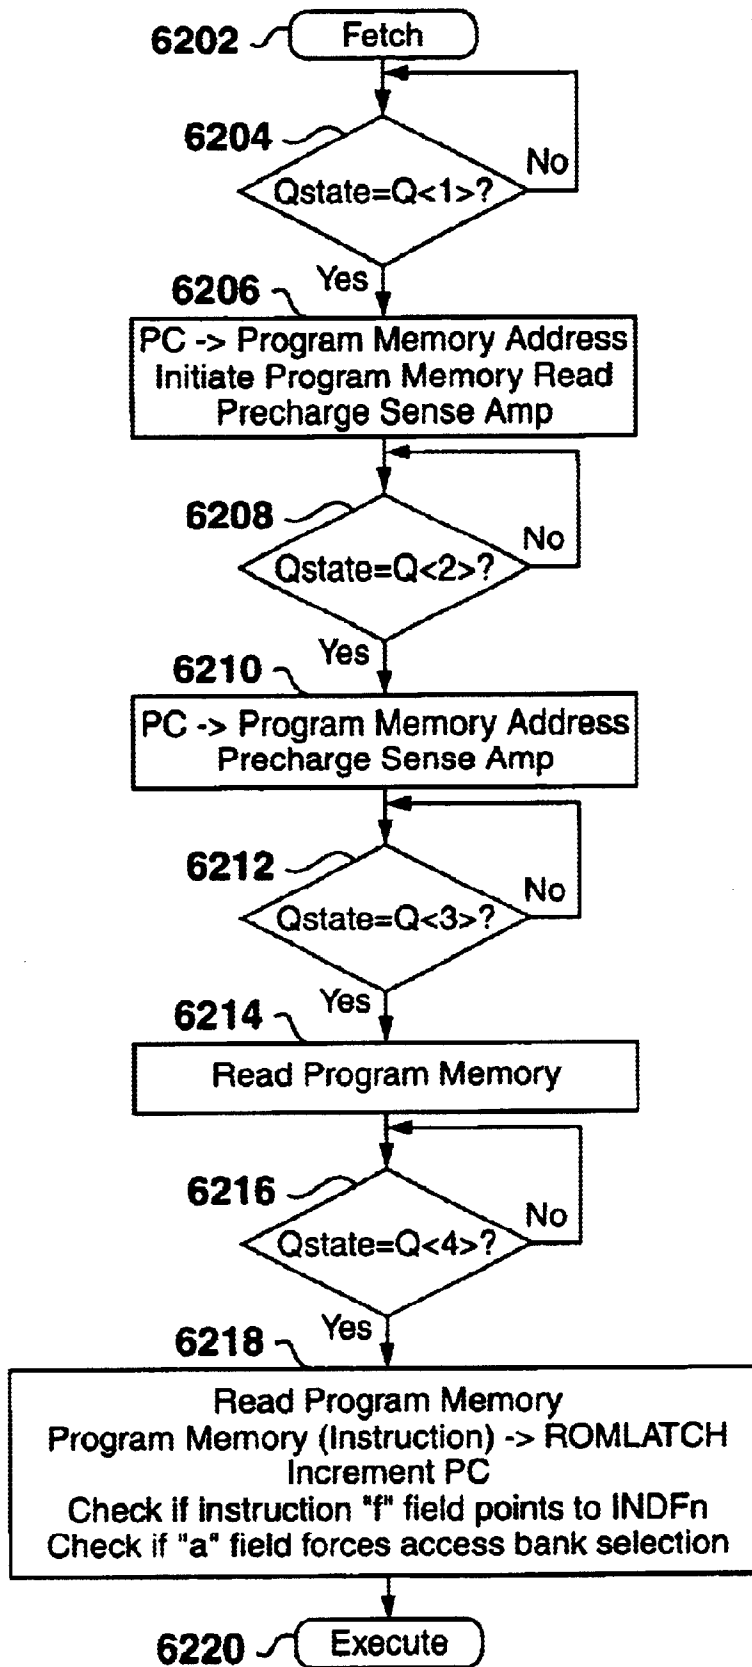 6202
Fetch
6204
Qstate=Q<1>?
No
Yes
6206
PC -> Program Memory Address
Initiate Program Memory Read
Precharge Sense Amp
6208
Qstate=Q<2>?
No
Yes
6210
PC -> Program Memory Address
Precharge Sense Amp
6212
Qstate=Q<3>?
No
Yes
6214
Read Program Memory
6216
Qstate=Q<4>?
No
Yes
6218
Read Program Memory
Program Memory (Instruction) -> ROMLATCH
Increment PC
Check if instruction "f" field points to INDFn
Check if "a" field forces access bank selection
6220
Execute